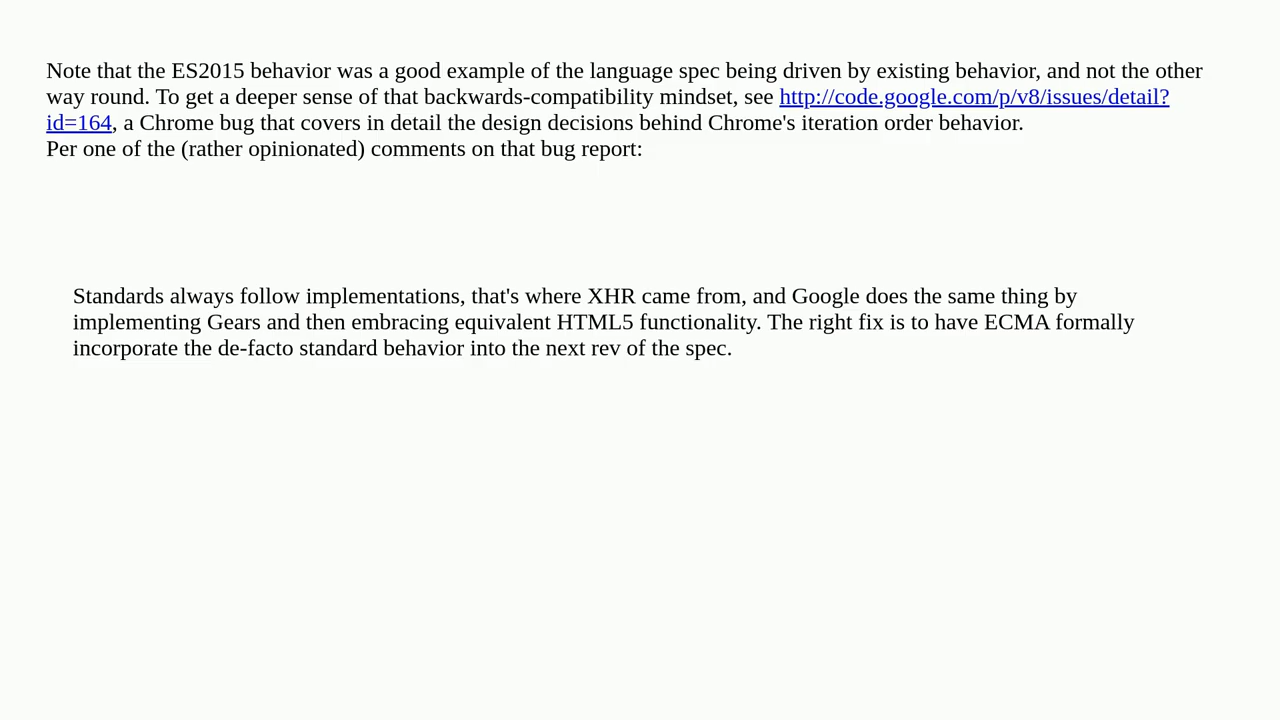 Note that the ES2015 behavior was a good example of the language spec being driven by existing behavior, and not the other
way round. To get a deeper sense of that backwards-compatibility mindset, see http://code.google.com/p/v8/issues/detail?
id=164, a Chrome bug that covers in detail the design decisions behind Chrome's iteration order behavior.
Per one of the (rather opinionated) comments on that bug report:
Standards always follow implementations, that's where XHR came from, and Google does the same thing by
implementing Gears and then embracing equivalent HTML5 functionality. The right fix is to have ECMA formally
incorporate the de-facto standard behavior into the next rev of the spec.